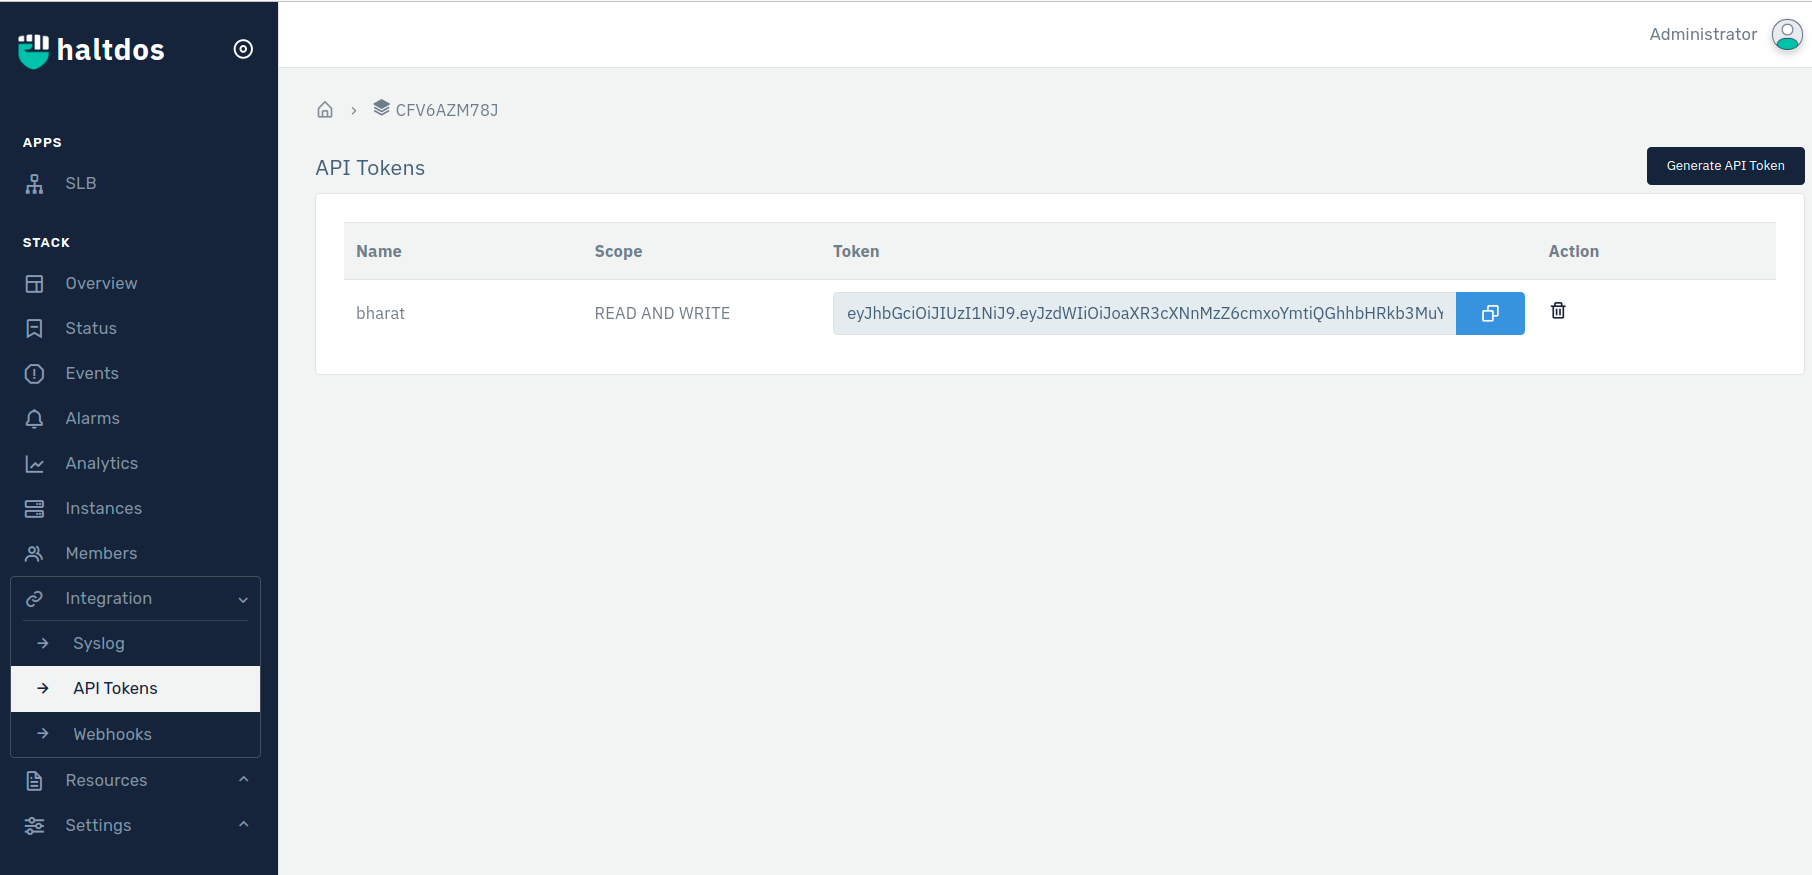 haltdos
Administrator
CFV6AZM78J
APPS
SLB
STACK
Overview
Status
Events
Alarms
Analytics
Instances
Members
Integration
Syslog
API Tokens
Webhooks
Resources
Settings
API Tokens
Generate API Token
Name Scope Token Action
bharat READ AND WRITE eyJhbGciOiJIUzI1NiJ9.eyJzdWIiOiJoaXR3cXNnMzZ6cmxoYmtiQGhhbHRkb3MuY